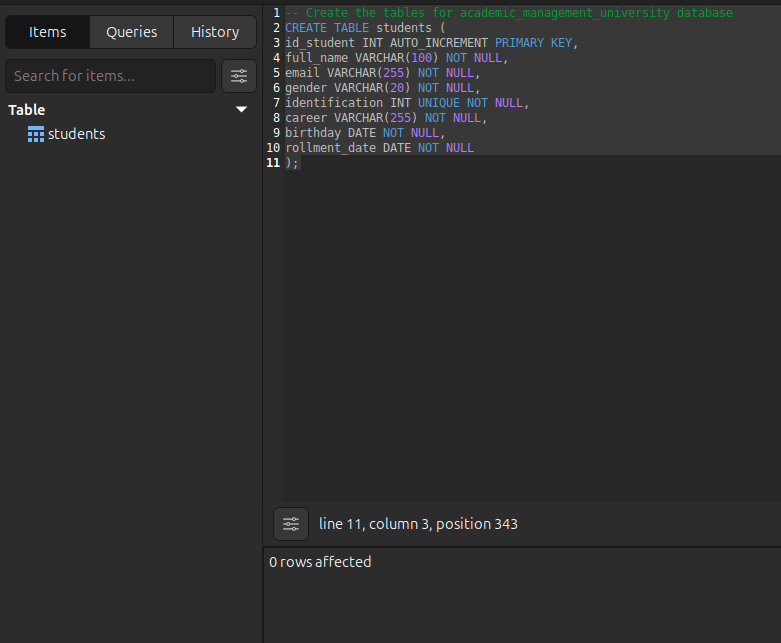 Items Queries History
Search for items...
Table
students
1 -- Create the tables for academic_management_university database
2 CREATE TABLE students (
3 id_student INT AUTO_INCREMENT PRIMARY KEY,
4 full_name VARCHAR(100) NOT NULL,
5 email VARCHAR(255) NOT NULL,
6 gender VARCHAR(20) NOT NULL,
7 identification INT UNIQUE NOT NULL,
8 career VARCHAR(255) NOT NULL,
9 birthday DATE NOT NULL,
10 rollment_date DATE NOT NULL
11 );
line 11, column 3, position 343
0 rows affected